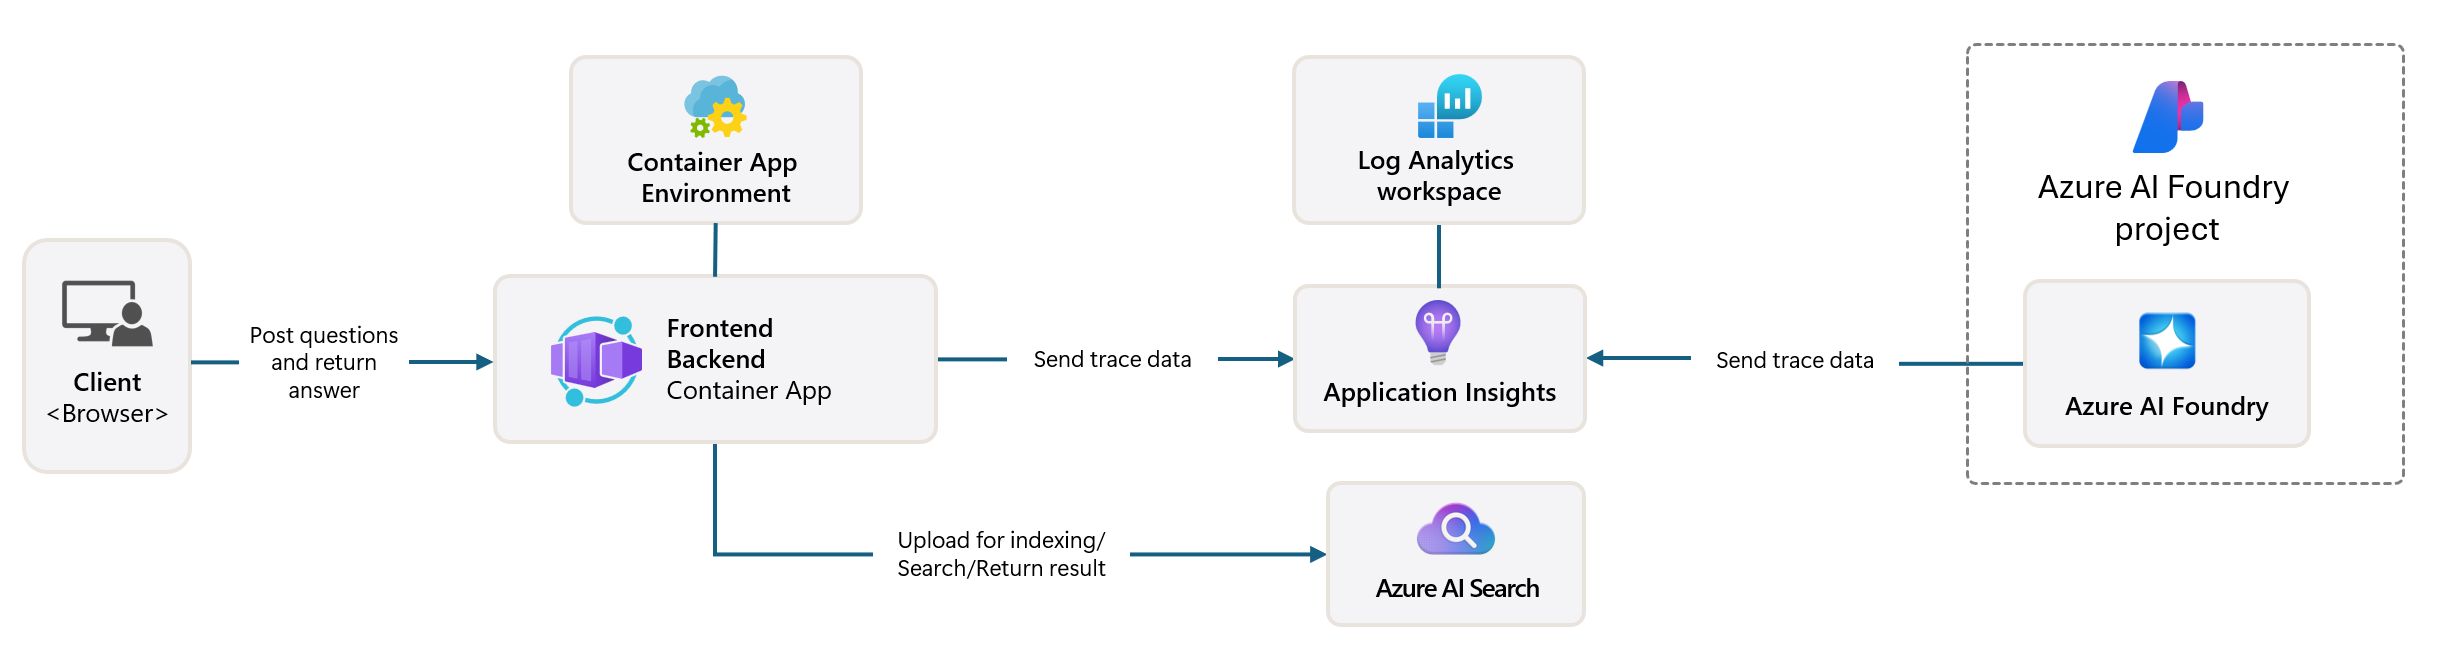 Container App
Environment
Log Analytics
workspace
Azure AI Foundry
project
Client
<Browser>
Post questions
and return
answer
Frontend
Backend
Container App
Send trace data
Application Insights
Send trace data
Azure AI Foundry
Upload for indexing/
Search/Return result
Azure AI Search